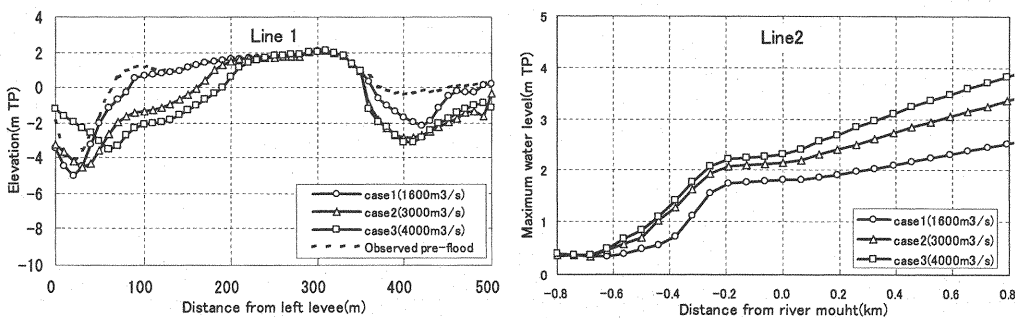 Line 1
Elevation(m TP)
4
2
0
-2
-4
-6
-8
-10
case1(1600m3/s)
case2(3000m3/s)
case3(4000m3/s)
Observed pre-flood
0 100 200 300 400 500
Distance from left levee(m)
Line2
Maximum water level(m TP)
5
4
3
2
1
0
case1(1600m3/s)
case2(3000m3/s)
case3(4000m3/s)
-0.8 -0.6 -0.4 -0.2 0.0 0.2 0.4 0.6 0.8
Distance from river mouht(km)